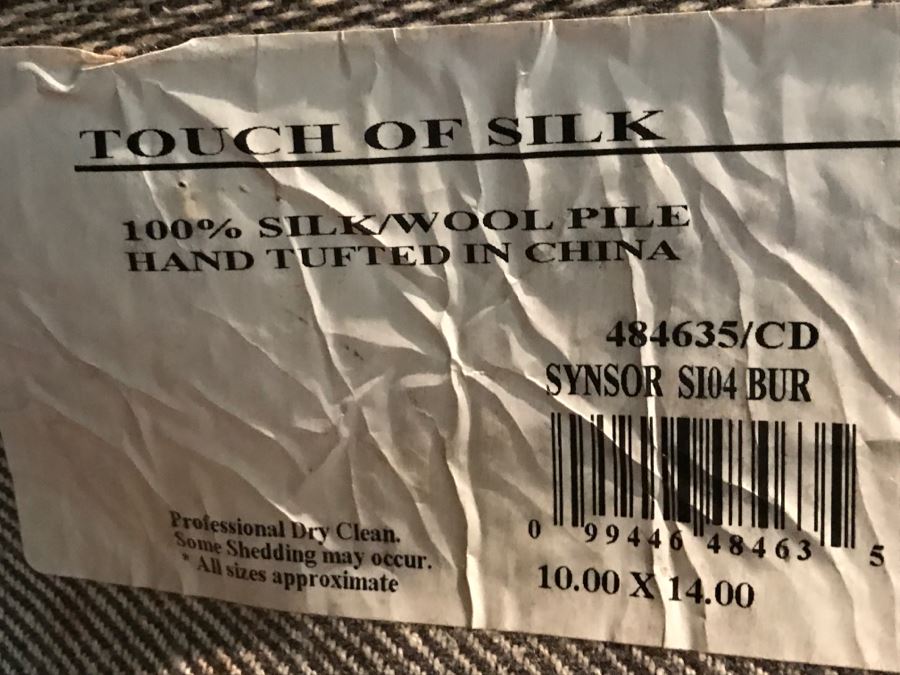 TOUCH OF SILK
100% SILK/WOOL PILE
HAND TUFTED IN CHINA
484635/CD
SYNSOR SI04 BUR
0 99446 48463 5
10.00 X 14.00
Professional Dry Clean.
Some Shedding may occur.
* All sizes approximate